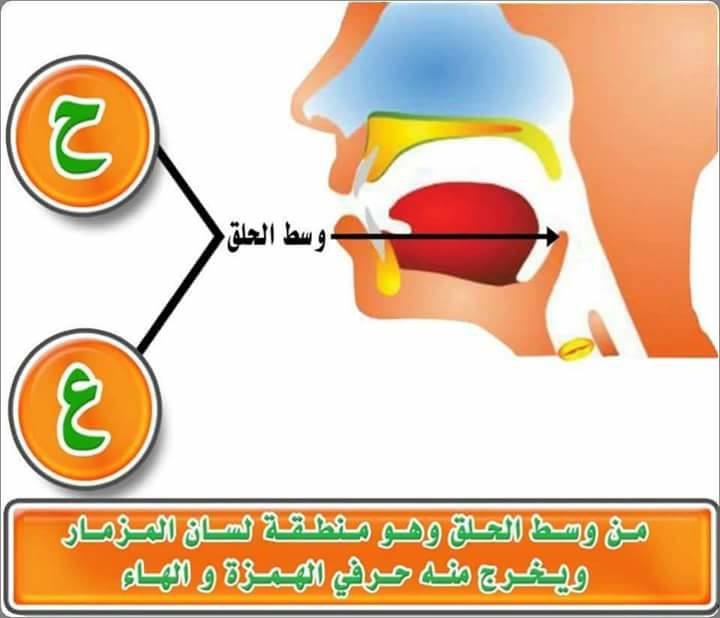 ح
وسط الحلق
ع
من وسط الحلق وهو منطقة لسان المزمار
ويخرج منه حرفي الهمزة و الهاء